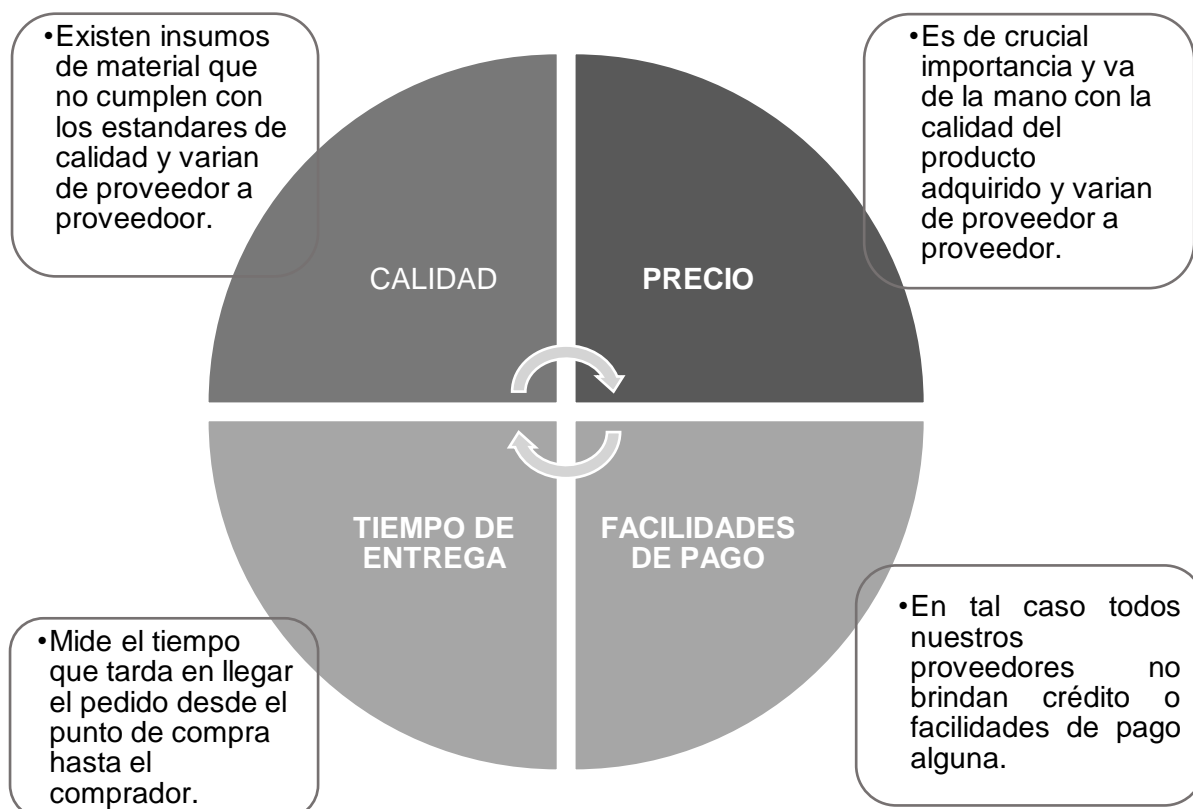 •Existen insumos
de material que
no cumplen con
los estandares de
calidad y varian
de proveedor a
proveedoor.
•Es de crucial
importancia y va
de la mano con la
calidad del
producto
adquirido y varian
de proveedor a
proveedor.
CALIDAD
PRECIO
TIEMPO DE
ENTREGA
FACILIDADES
DE PAGO
•Mide el tiempo
que tarda en llegar
el pedido desde el
punto de compra
hasta el
comprador.
•En tal caso todos
nuestros
proveedores no
brindan crédito o
facilidades de pago
alguna.